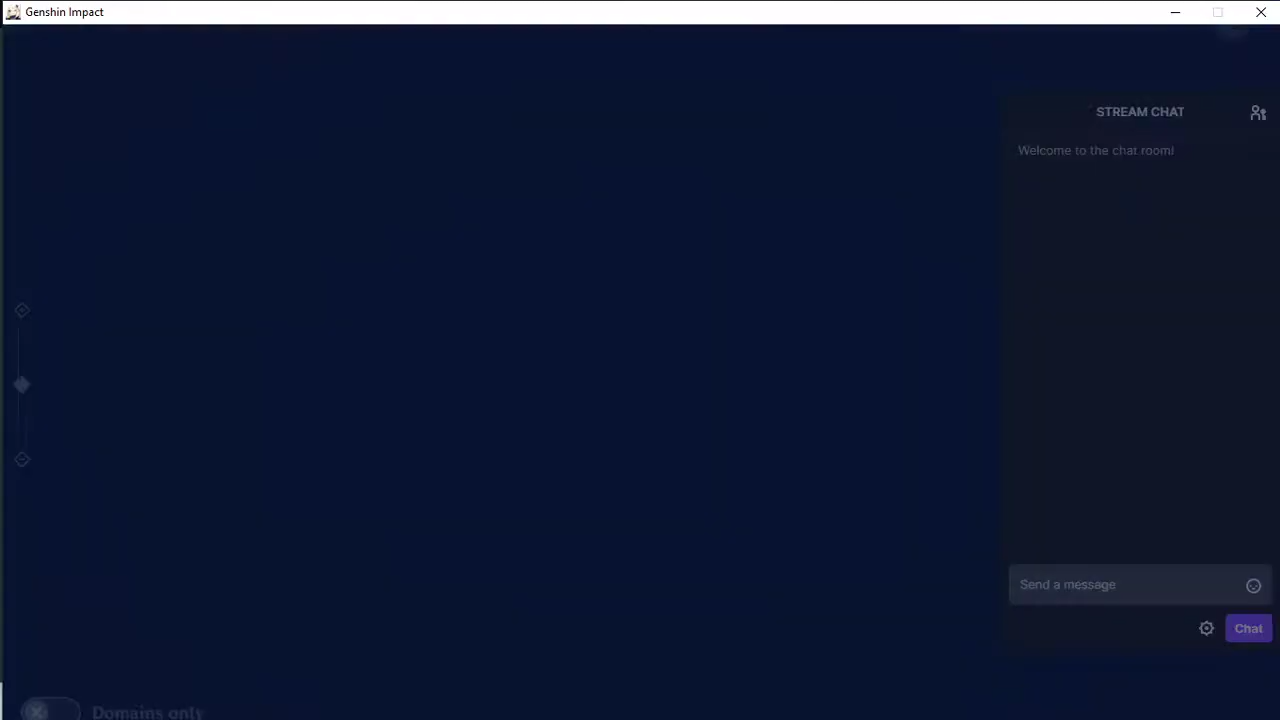 Genshin Impact
STREAM CHAT
Welcome to the chat room!
Send a message
Chat
Domains only